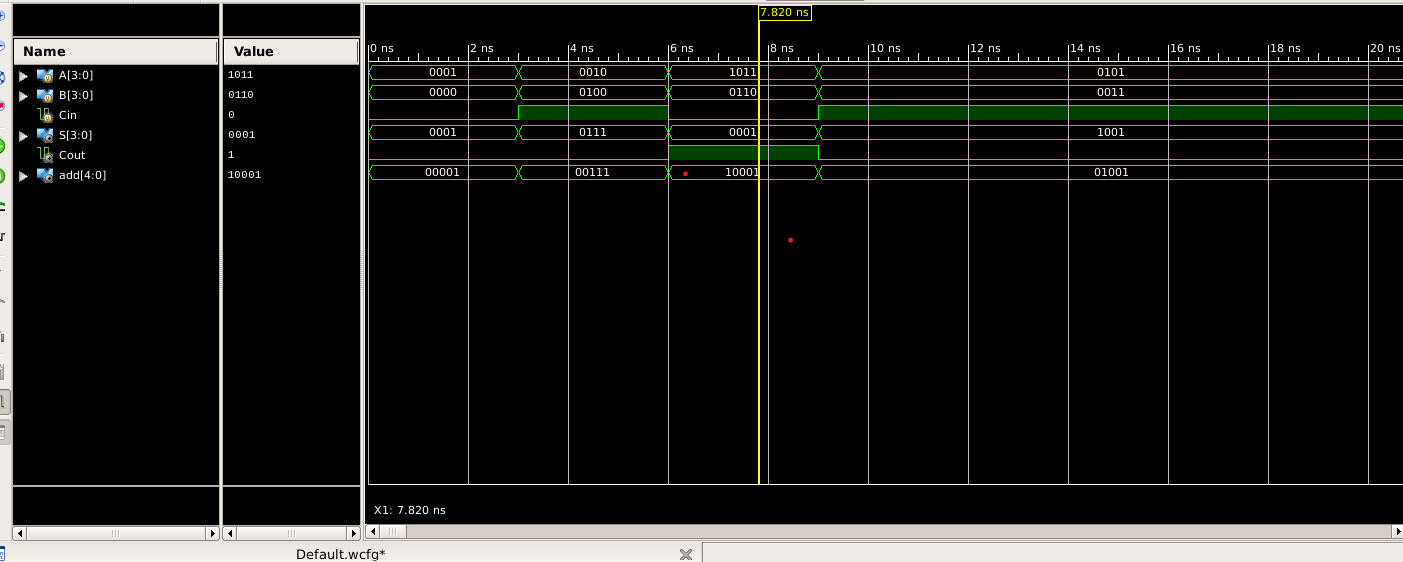 7.820 ns
Name Value 0 ns 2 ns 4 ns 6 ns 8 ns 10 ns 12 ns 14 ns 16 ns 18 ns 20 ns
A[3:0] 1011 0001 0010 1011 0101
B[3:0] 0110 0000 0100 0110 0011
Cin 0
S[3:0] 0001 0001 0111 0001 1001
Cout 1
add[4:0] 10001 00001 00111 10001 01001
X1: 7.820 ns
Default.wcfg*